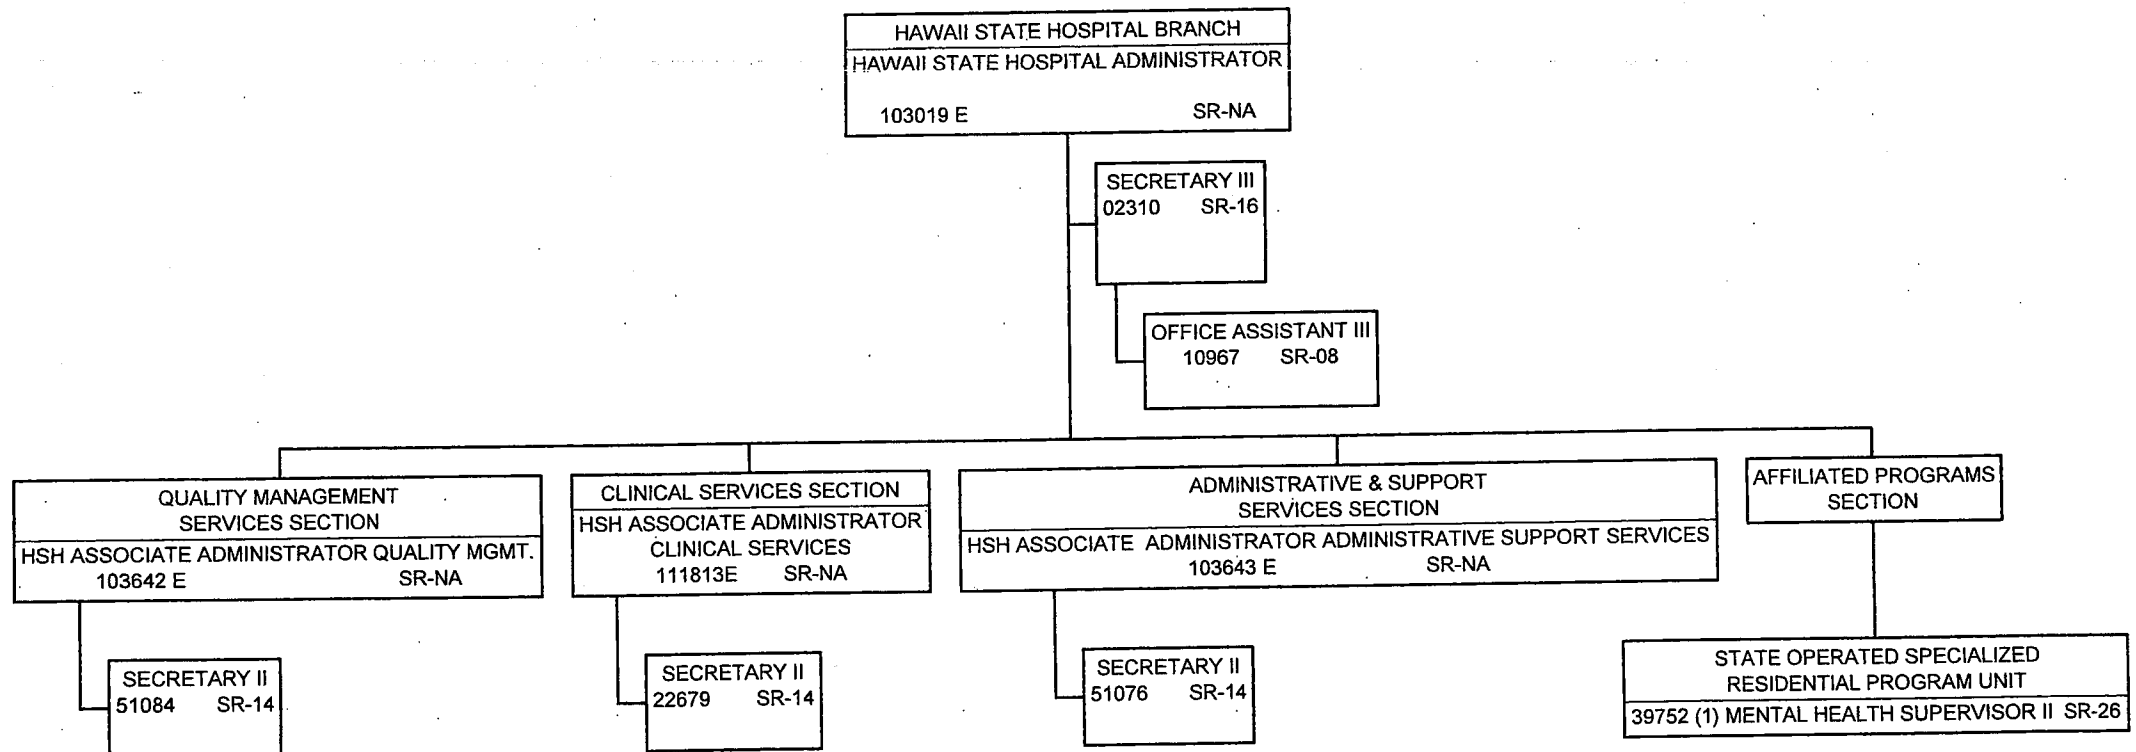 HAWAII STATE HOSPITAL BRANCH
HAWAII STATE HOSPITAL ADMINISTRATOR
103019 E SR-NA
SECRETARY III
02310 SR-16
OFFICE ASSISTANT III
10967 SR-08
QUALITY MANAGEMENT
SERVICES SECTION
HSH ASSOCIATE ADMINISTRATOR QUALITY MGMT.
103642 E SR-NA
CLINICAL SERVICES SECTION
HSH ASSOCIATE ADMINISTRATOR
CLINICAL SERVICES
111813E SR-NA
ADMINISTRATIVE & SUPPORT
SERVICES SECTION
HSH ASSOCIATE ADMINISTRATOR ADMINISTRATIVE SUPPORT SERVICES
103643 E SR-NA
AFFILIATED PROGRAMS
SECTION
SECRETARY II
51084 SR-14
SECRETARY II
22679 SR-14
SECRETARY II
51076 SR-14
STATE OPERATED SPECIALIZED
RESIDENTIAL PROGRAM UNIT
39752 (1) MENTAL HEALTH SUPERVISOR II SR-26